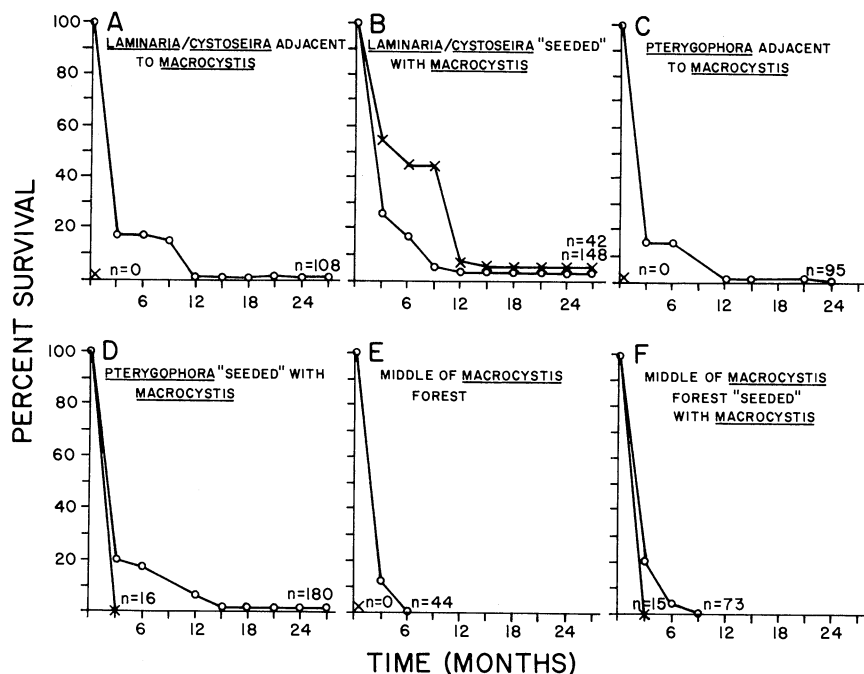 PERCENT SURVIVAL
100
80
60
40
20
A
LAMINARIA/CYSTOSEIRA ADJACENT
TO MACROCYSTIS
n=0
n=108
6
12
18
24
B
LAMINARIA/CYSTOSEIRA "SEEDED"
WITH MACROCYSTIS
n=42
n=148
6
12
18
24
C
PTERYGOPHORA ADJACENT
TO MACROCYSTIS
n=0
n=95
6
12
18
24
100
80
60
40
20
D
PTERYGOPHORA "SEEDED" WITH
MACROCYSTIS
n=16
n=180
6
12
18
24
E
MIDDLE OF MACROCYSTIS
FOREST
n=0
n=44
6
12
18
24
F
MIDDLE OF MACROCYSTIS
FOREST "SEEDED"
WITH MACROCYSTIS
n=15
n=73
6
12
18
24
TIME (MONTHS)